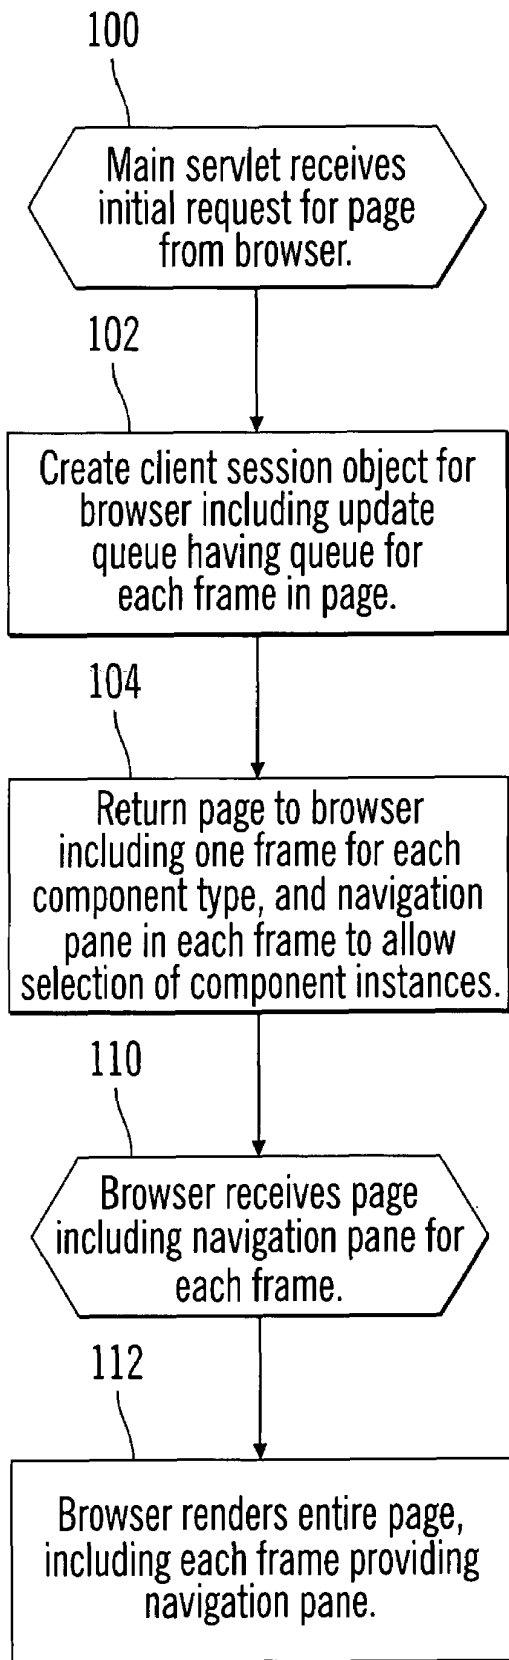 100
Main servlet receives
initial request for page
from browser.
102
Create client session object for
browser including update
queue having queue for
each frame in page.
104
Return page to browser
including one frame for each
component type, and navigation
pane in each frame to allow
selection of component instances.
110
Browser receives page
including navigation pane for
each frame.
112
Browser renders entire page,
including each frame providing
navigation pane.